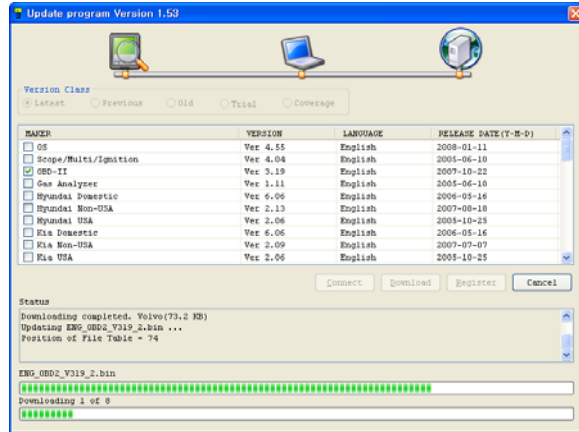 Update program Version 1.53
Version Class
Latest Previous Old Trial Coverage
MAKER VERSION LANGUAGE RELEASE DATE(Y-M-D)
OS Ver 4.55 English 2008-01-11
Scope/Multi/Ignition Ver 4.04 English 2005-06-10
OBD-II Ver 3.19 English 2007-10-22
Gas Analyzer Ver 1.11 English 2005-06-10
Hyundai Domestic Ver 6.06 English 2006-05-16
Hyundai Non-USA Ver 2.13 English 2007-08-18
Hyundai USA Ver 2.06 English 2005-10-25
Kia Domestic Ver 6.06 English 2006-05-16
Kia Non-USA Ver 2.09 English 2007-07-07
Kia USA Ver 2.06 English 2005-10-25
Connect Download Register Cancel
Status
Downloading completed. Volvo(73.2 KB)
Updating ENG_OBD2_V319_2.bin ...
Position of File Table = 74
ENG_OBD2_V319_2.bin
Downloading 1 of 8